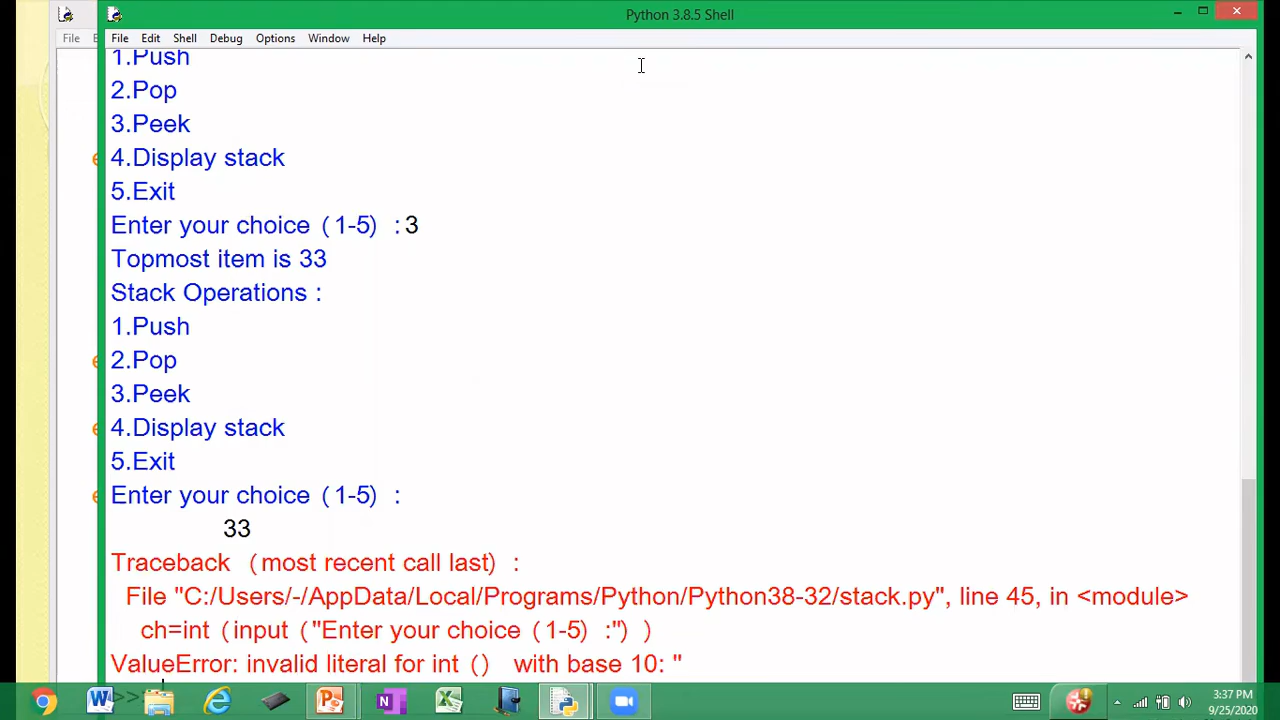 Python 3.8.5 Shell
File
File Edit Shell Debug Options Window Help
1.Push
2.Pop
3.Peek
4.Display stack
5.Exit
Enter your choice (1-5) :3
Topmost item is 33
Stack Operations :
1.Push
2.Pop
3.Peek
4.Display stack
5.Exit
Enter your choice (1-5) :
33
Traceback (most recent call last) :
File "C:/Users/-/AppData/Local/Programs/Python/Python38-32/stack.py", line 45, in <module>
ch=int (input ("Enter your choice (1-5) :") )
ValueError: invalid literal for int () with base 10: ''
>>
3:37 PM
9/25/2020